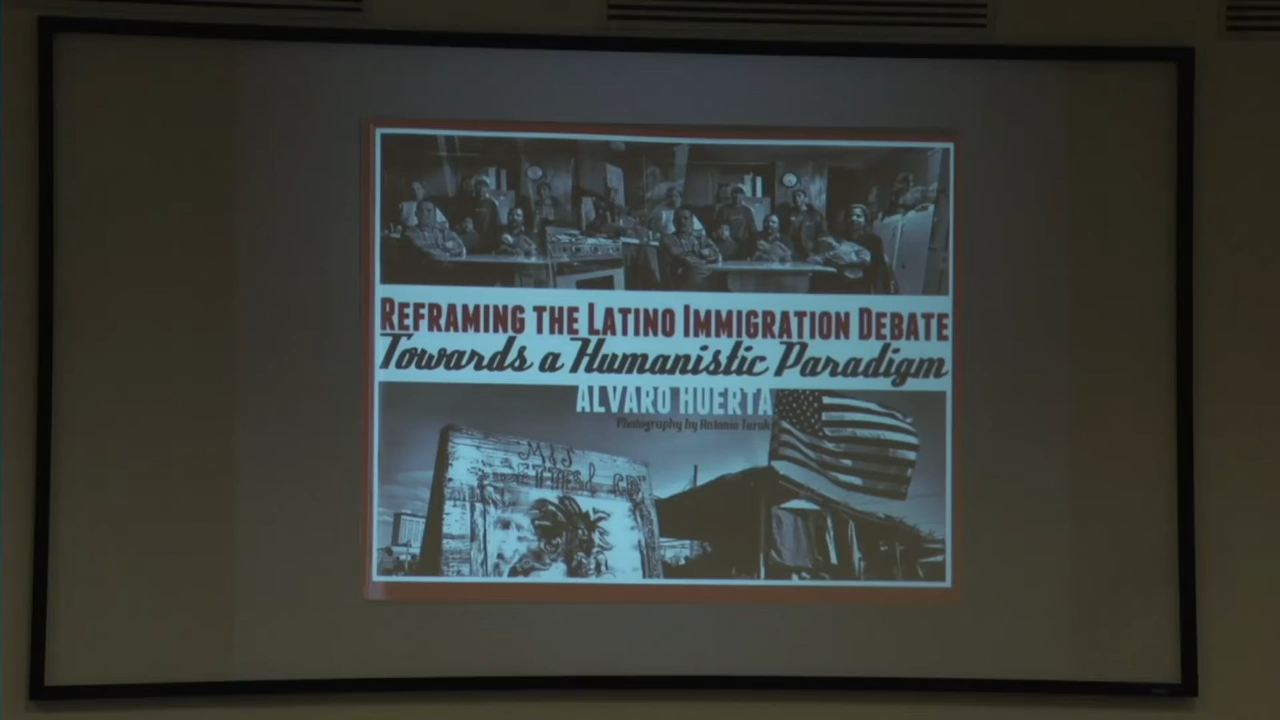 REFRAMING THE LATINO IMMIGRATION DEBATE
Towards a Humanistic Paradigm
ALVARO HUERTA
Photography by Antonio Turok